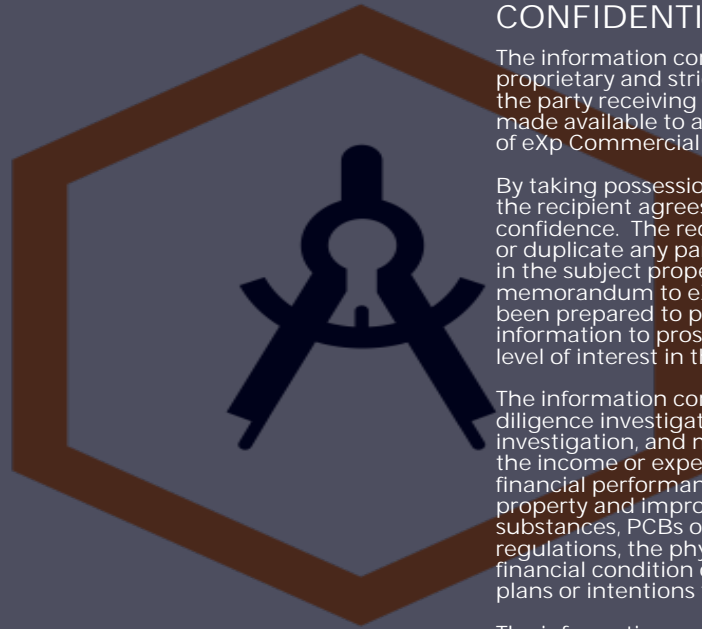 CONFIDENTI
The information con
proprietary and stri
the party receiving
made available to a
of eXp Commercial
By taking possessio
the recipient agrees
confidence. The rec
or duplicate any pa
in the subject prope
memorandum to e
been prepared to p
information to pros
level of interest in th
The information con
diligence investigat
investigation, and n
the income or expe
financial performan
property and impro
substances, PCBs o
regulations, the phy
financial condition o
plans or intentions